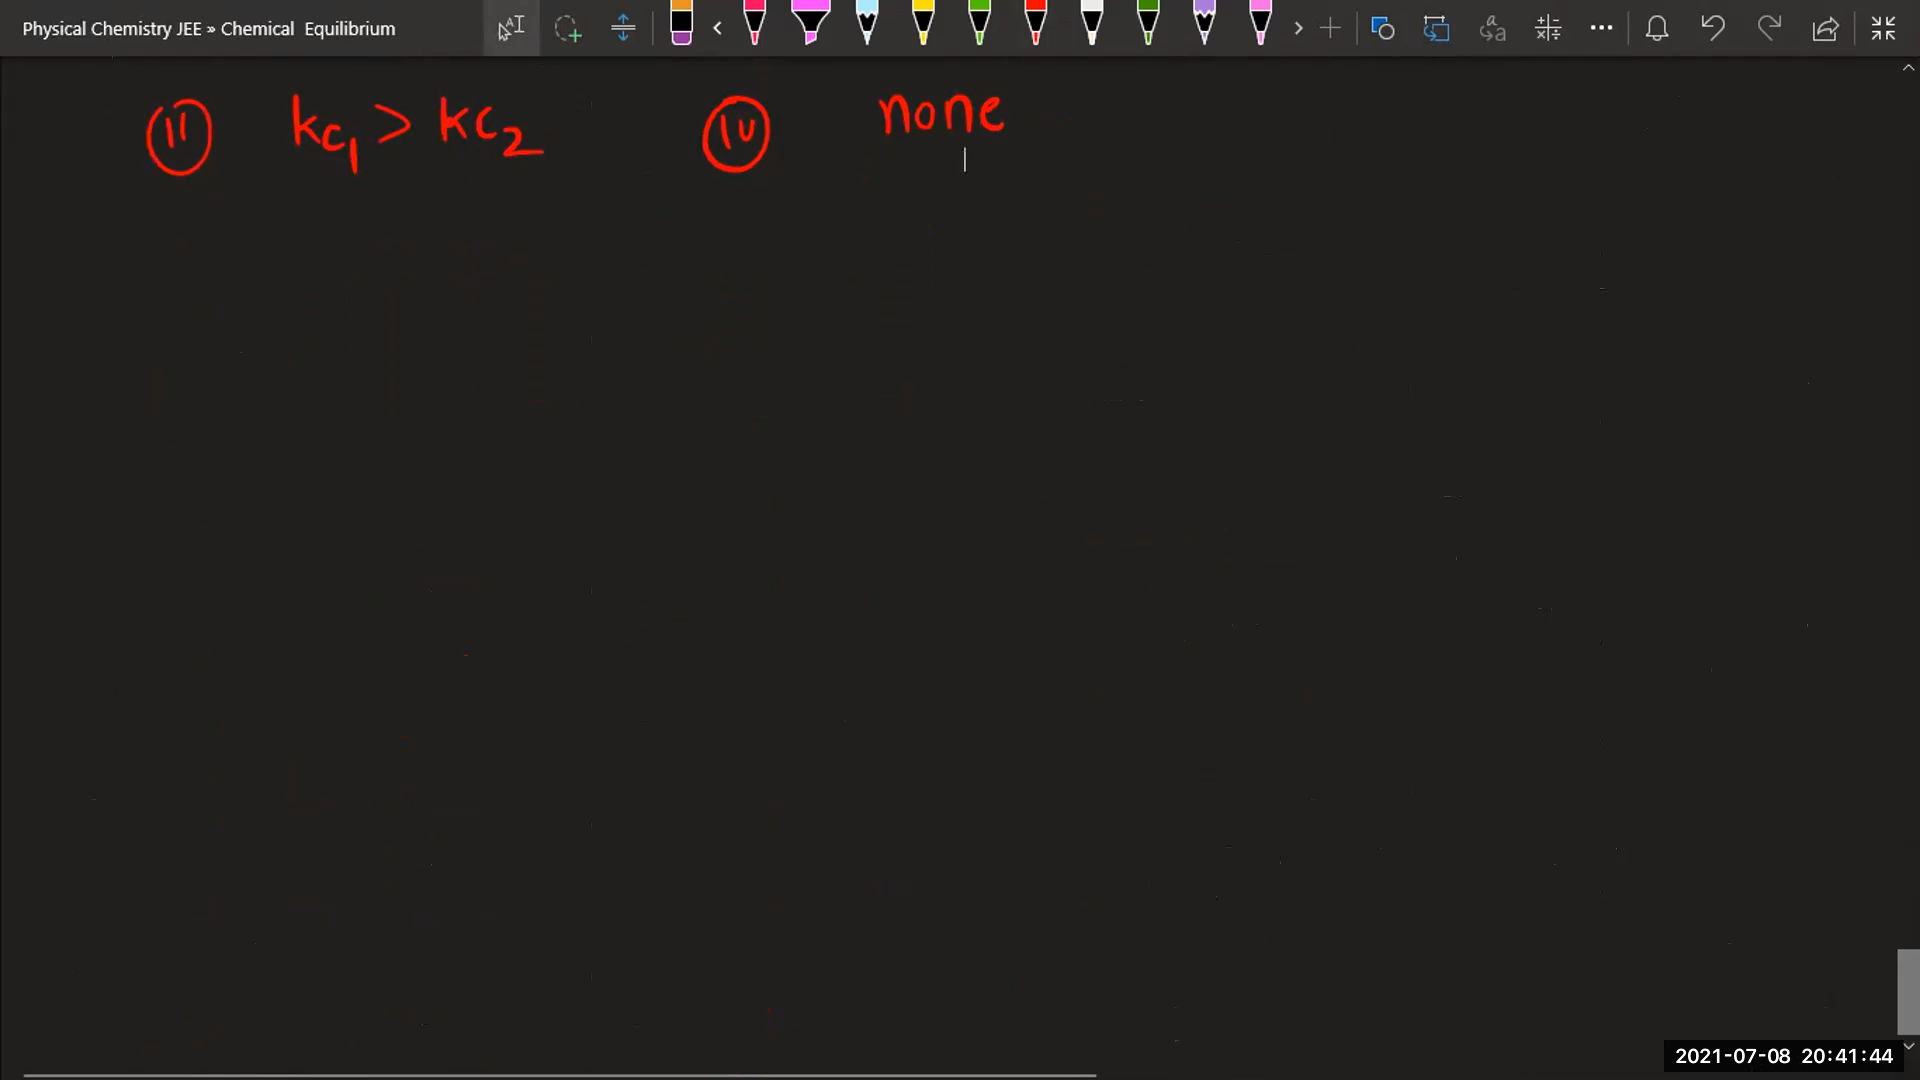 Physical Chemistry JEE » Chemical Equilibrium
ii kc1 > kc2 iv none
2021-07-08 20:41:44